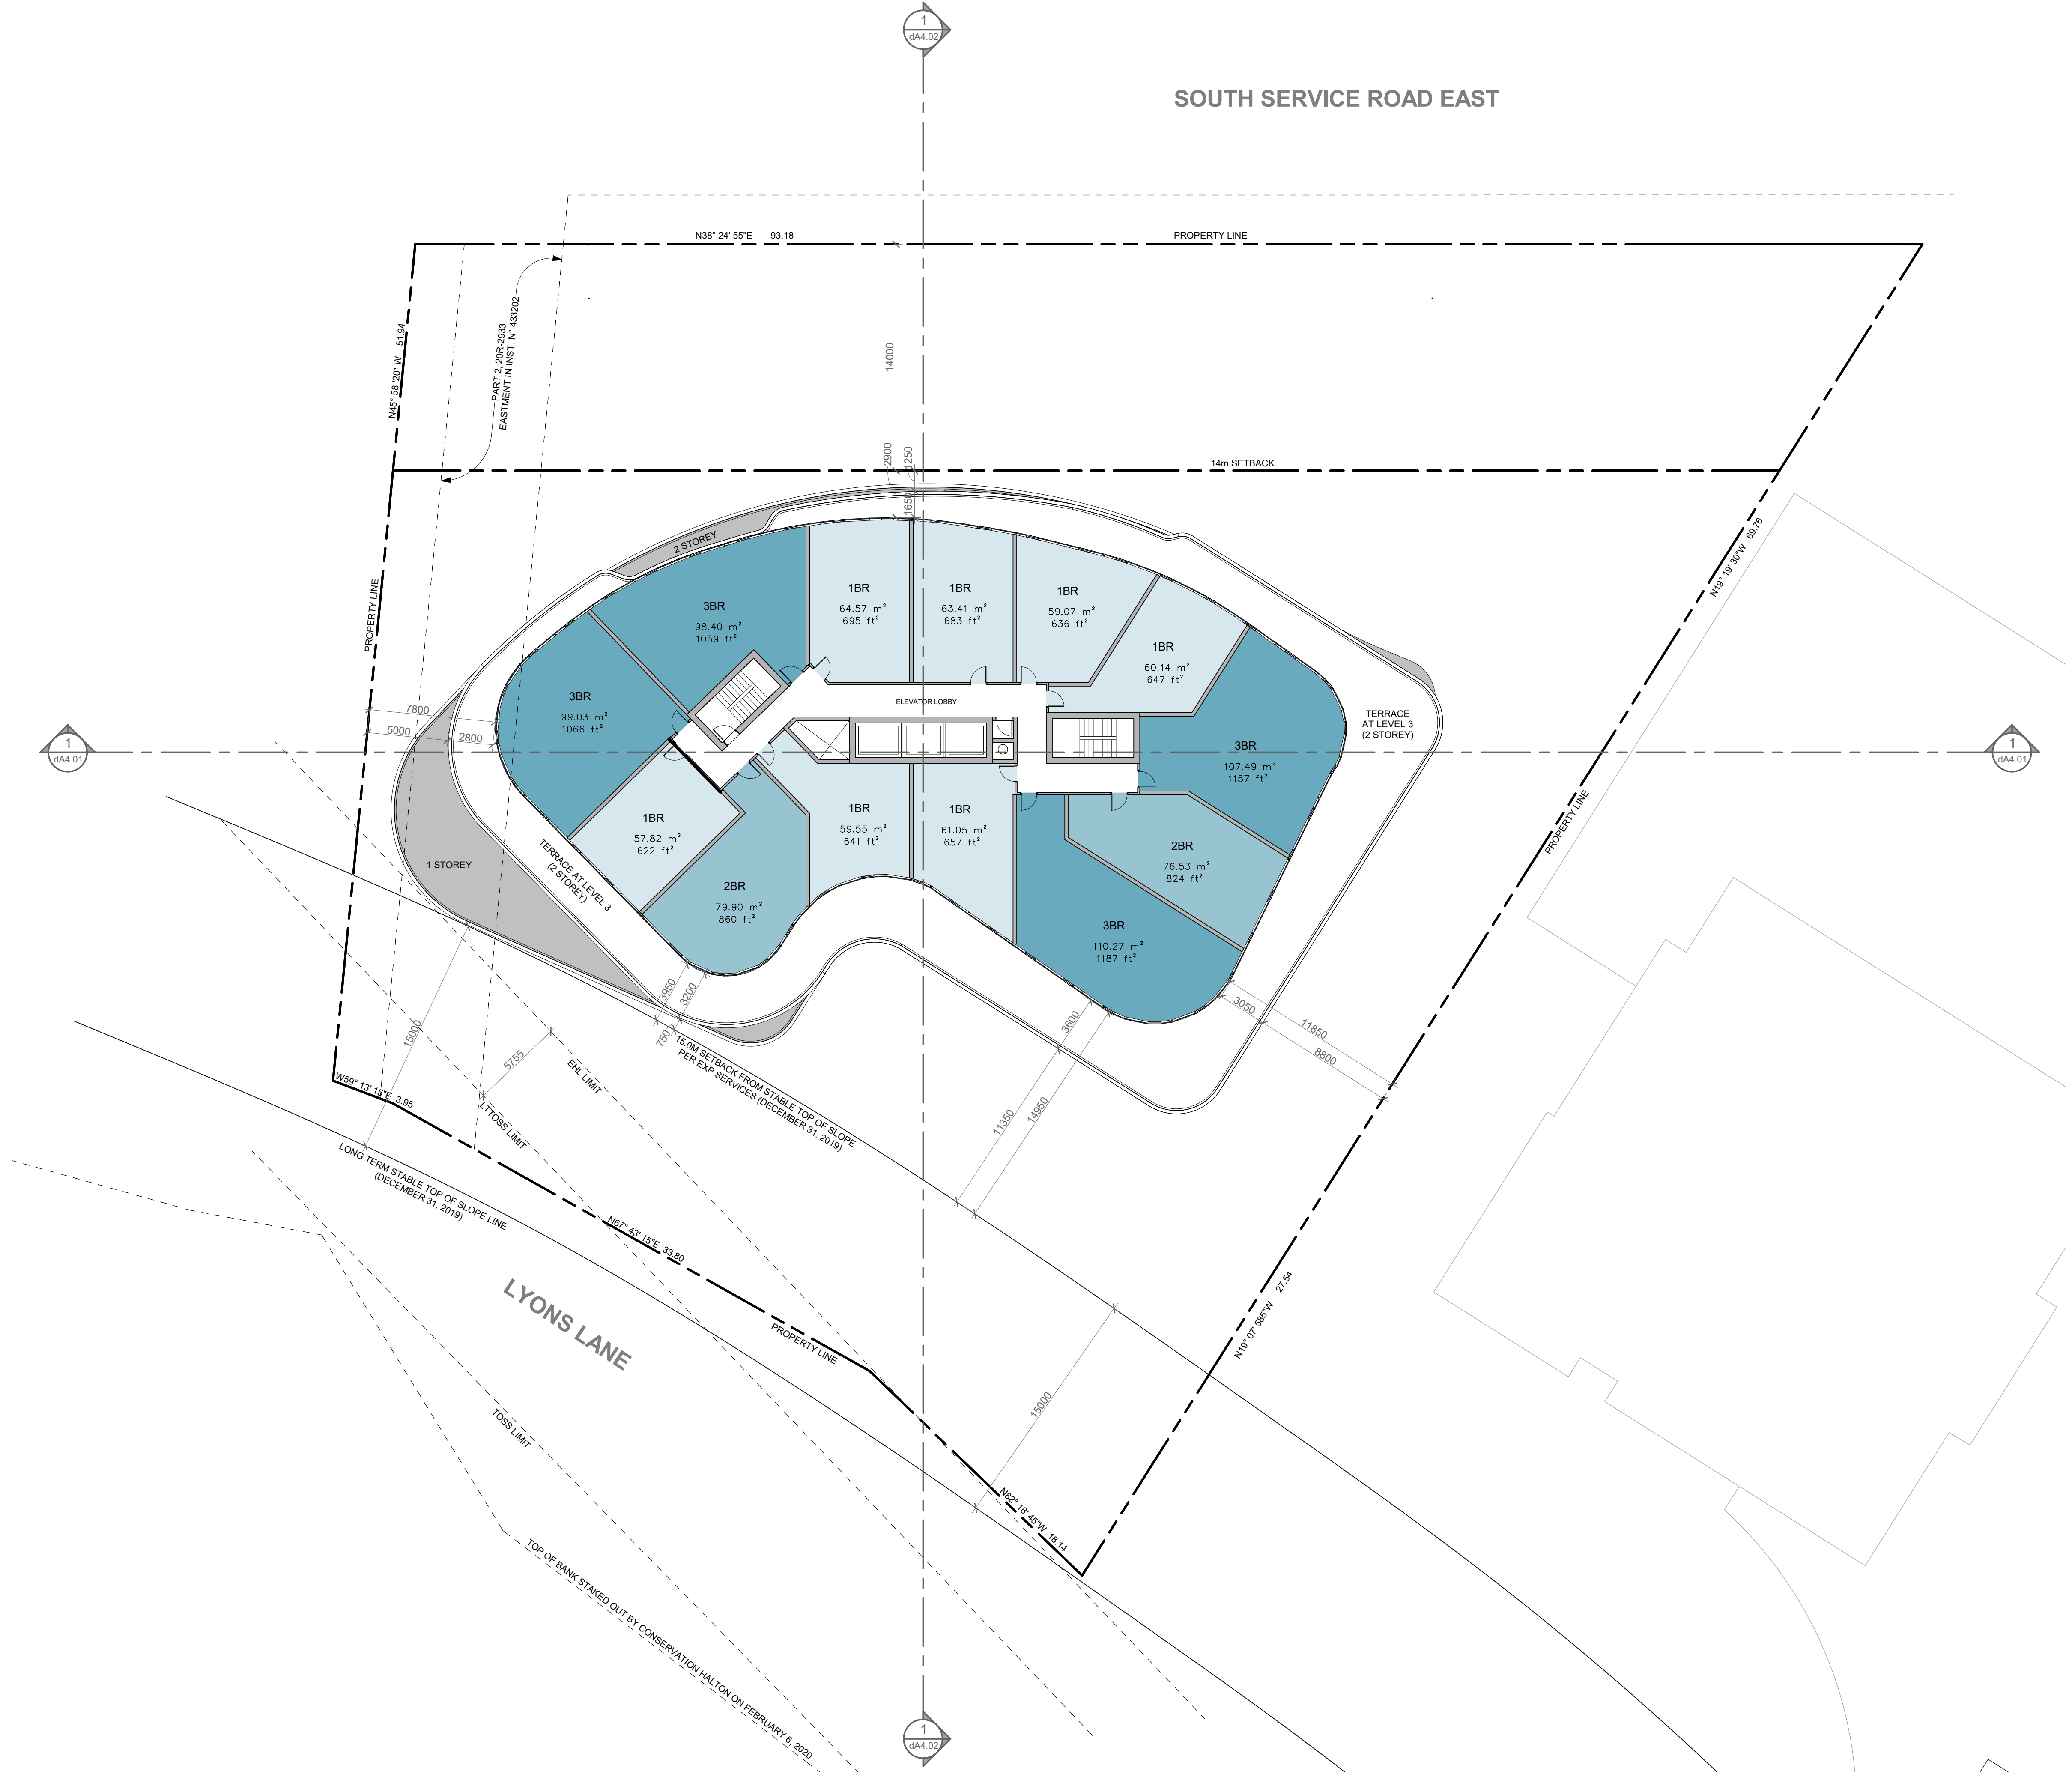 1
dA4.02
SOUTH SERVICE ROAD EAST
N38° 24' 55"E 93.18
PROPERTY LINE
PART 2, 20R-2933
EASTMENT IN INST. N° 433202
N45° 58 '20" W 51.94
PROPERTY LINE
14000
2900
1250
1650
14m SETBACK
N19° 19' 30"W 69.76
PROPERTY LINE
2 STOREY
3BR
98.40 m²
1059 ft²
1BR
64.57 m²
695 ft²
1BR
63.41 m²
683 ft²
1BR
59.07 m²
636 ft²
1BR
60.14 m²
647 ft²
3BR
99.03 m²
1066 ft²
ELEVATOR LOBBY
TERRACE
AT LEVEL 3
(2 STOREY)
7800
5000
2800
1
dA4.01
1
dA4.01
3BR
107.49 m²
1157 ft²
1BR
57.82 m²
622 ft²
1BR
59.55 m²
641 ft²
1BR
61.05 m²
657 ft²
2BR
76.53 m²
824 ft²
1 STOREY
TERRACE AT LEVEL 3
(2 STOREY)
2BR
79.90 m²
860 ft²
3BR
110.27 m²
1187 ft²
3950
3200
750
3600
3050
11850
8800
15000
5755
EHL LIMIT
15.0M SETBACK FROM STABLE TOP OF SLOPE
PER EXP SERVICES (DECEMBER 31, 2019)
W59° 13' 15"E 3.95
LTTOSS LIMIT
11350
14950
LONG TERM STABLE TOP OF SLOPE LINE
(DECEMBER 31, 2019)
N67° 43' 15"E 33.80
LYONS LANE
PROPERTY LINE
N19° 07' 585"W 27.54
15000
TOSS LIMIT
N82° 18' 45"W 18.14
TOP OF BANK STAKED OUT BY CONSERVATION HALTON ON FEBRUARY 6, 2020
1
dA4.02